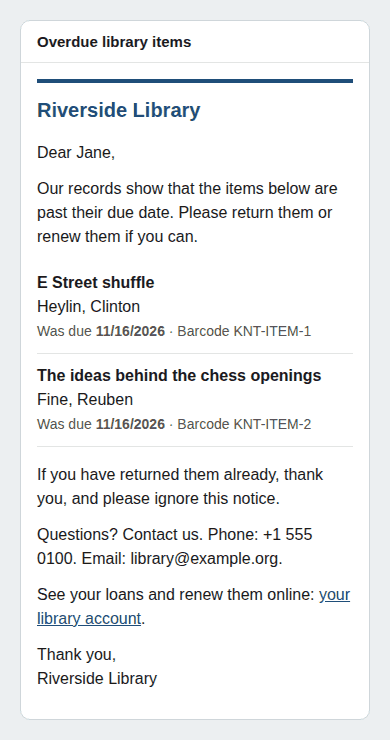 Overdue library items
Riverside Library
Dear Jane,
Our records show that the items below are
past their due date. Please return them or
renew them if you can.
E Street shuffle
Heylin, Clinton
Was due 11/16/2026 · Barcode KNT-ITEM-1
The ideas behind the chess openings
Fine, Reuben
Was due 11/16/2026 · Barcode KNT-ITEM-2
If you have returned them already, thank
you, and please ignore this notice.
Questions? Contact us. Phone: +1 555
0100. Email: library@example.org.
See your loans and renew them online: your
library account.
Thank you,
Riverside Library